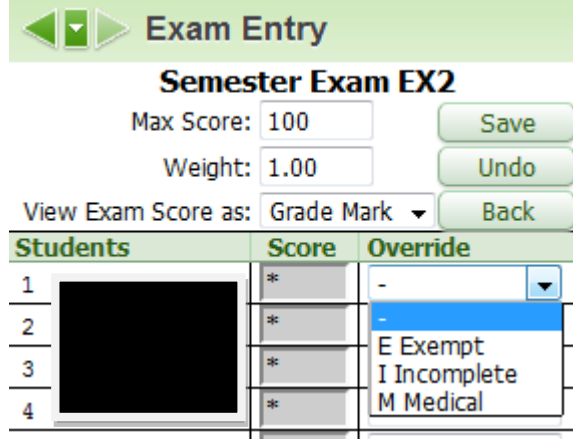 Exam Entry
Semester Exam EX2
Max Score: 100 Save
Weight: 1.00 Undo
View Exam Score as: Grade Mark Back
Students Score Override
1 * -
2 * -
3 * E Exempt
I Incomplete
4 * M Medical